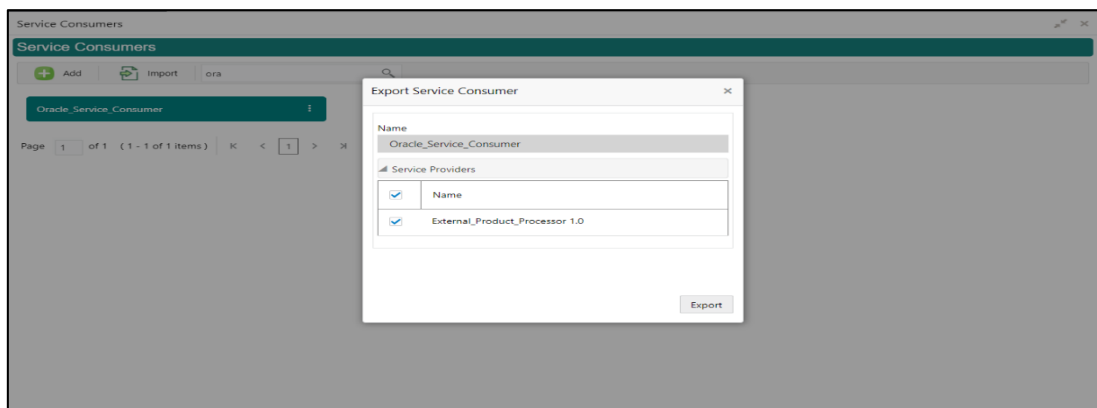 Service Consumers
Service Consumers
Add Import ora
Oracle_Service_Consumer
Page 1 of 1 (1 - 1 of 1 items) K < 1 > X
Export Service Consumer
Name
Oracle_Service_Consumer
Service Providers
Name
External_Product_Processor 1.0
Export